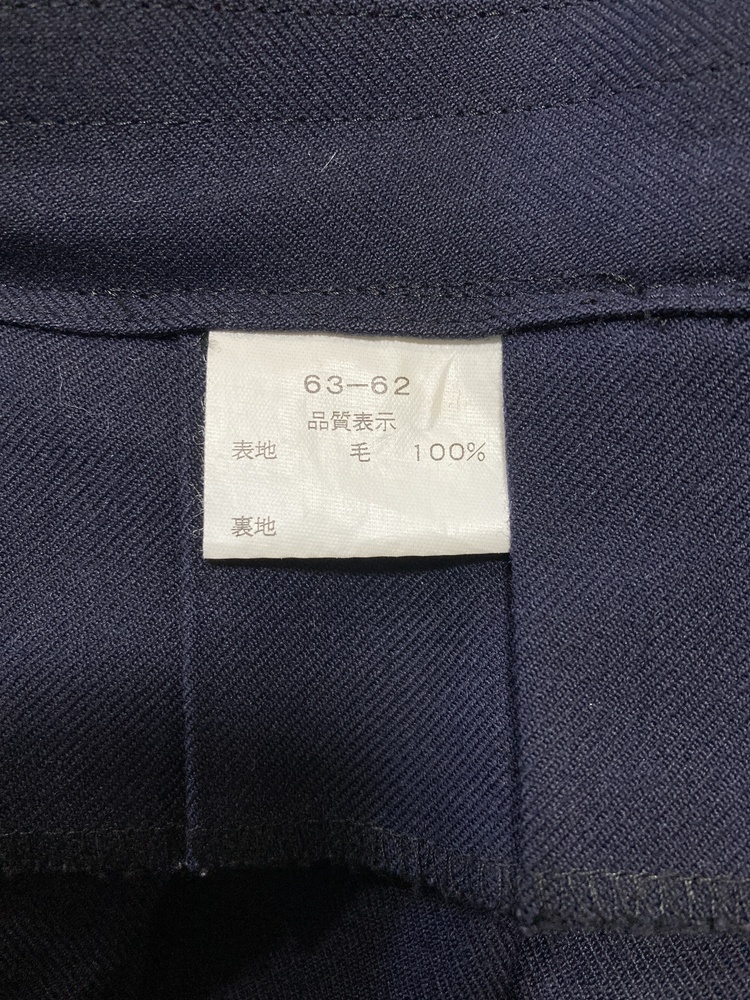 63-62
品質表示
表地 毛 100%
裏地